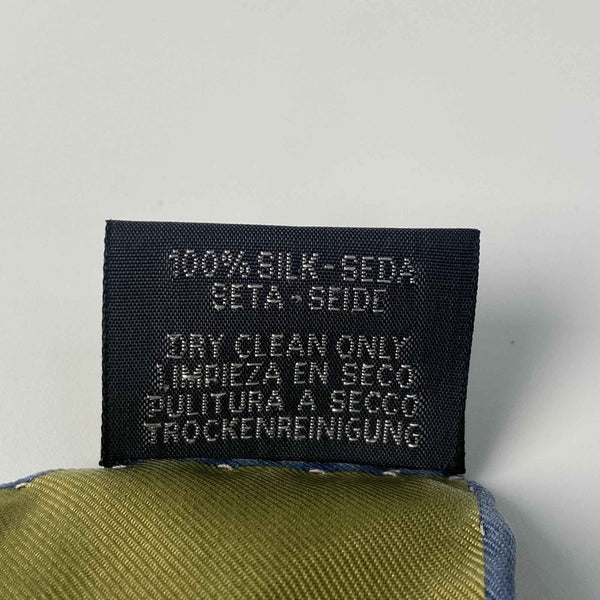 100% SILK-SEDA
SETA-SEIDE
DRY CLEAN ONLY
LIMPIEZA EN SECO
PULITURA A SECCO
TROCKENREINIGUNG